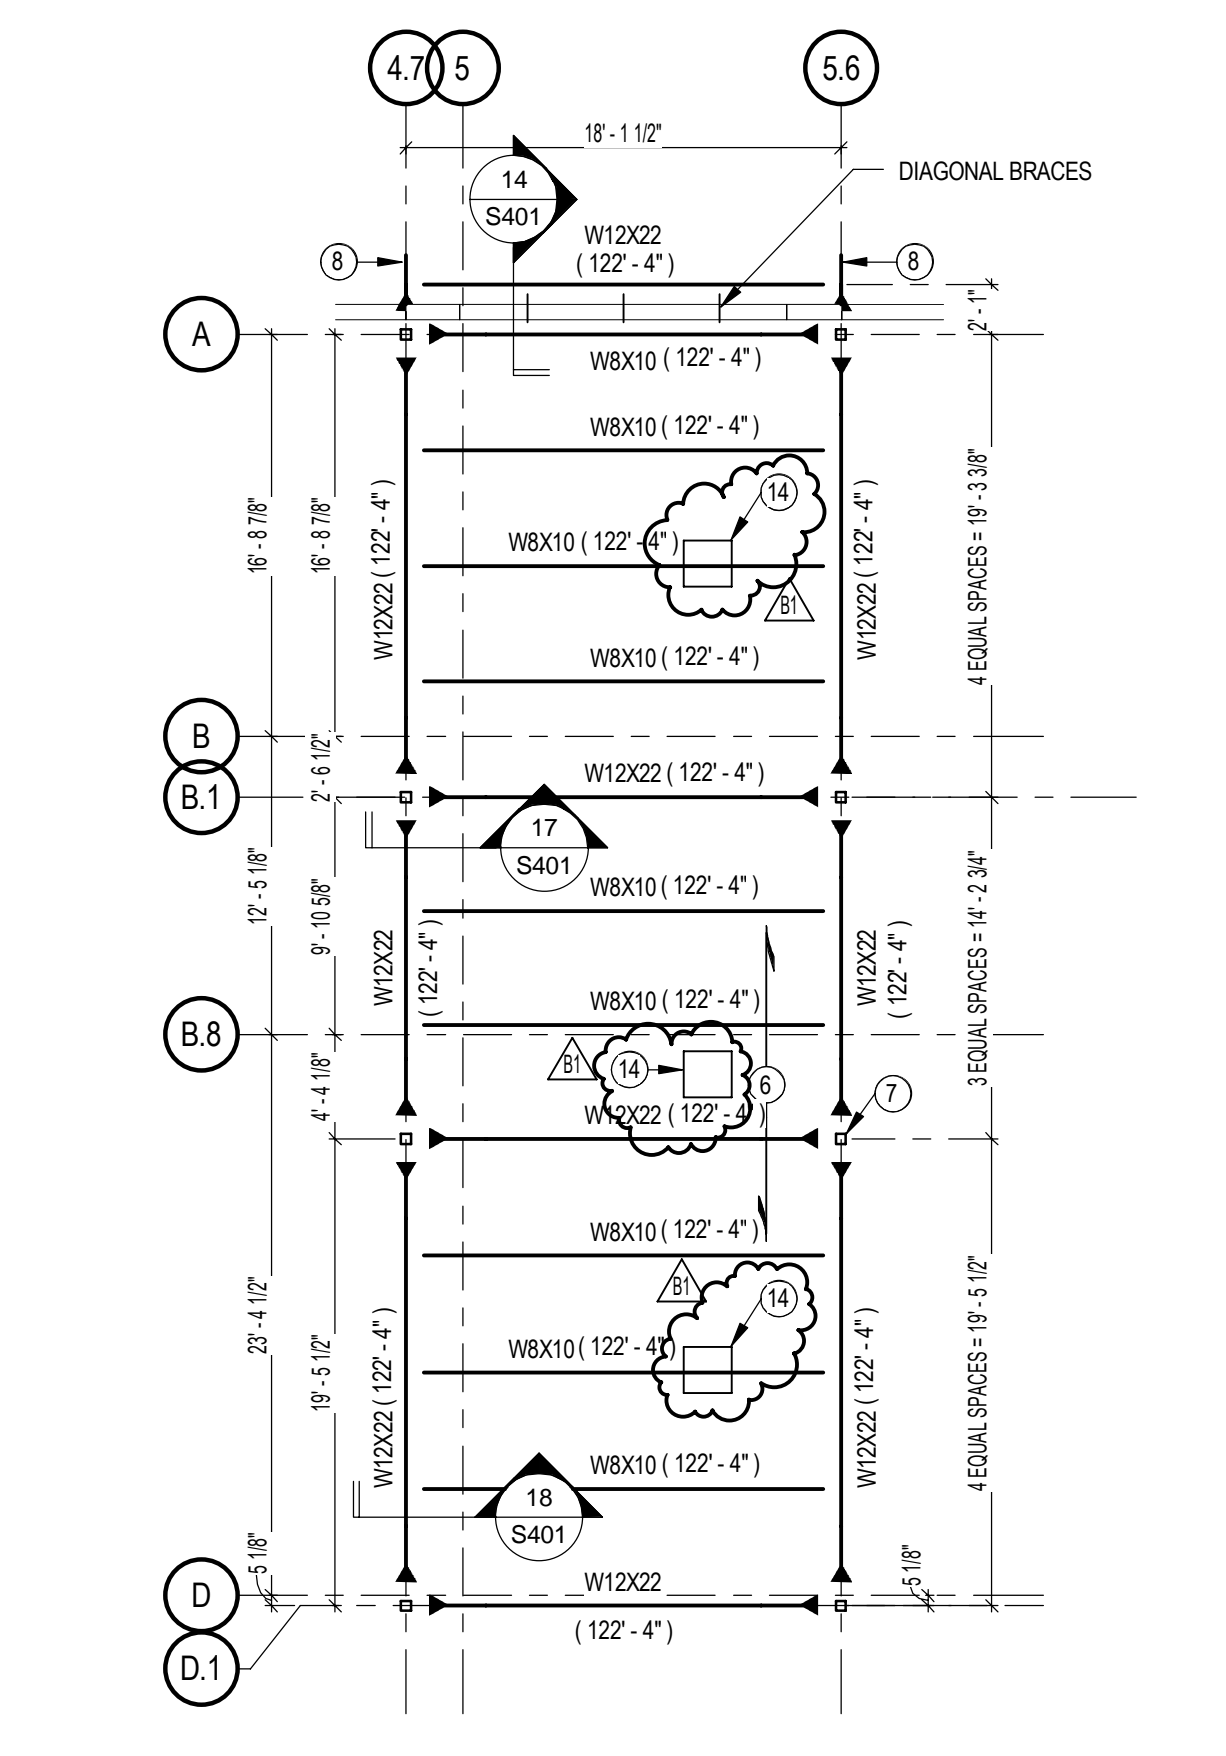 4.7
5
5.6
18' - 1 1/2"
DIAGONAL BRACES
14
S401
W12X22
( 122' - 4" )
8
8
2' - 1"
A
W8X10 ( 122' - 4" )
W8X10 ( 122' - 4" )
14
W8X10 ( 122' - 4" )
B1
16' - 8 7/8"
16' - 8 7/8"
W12X22 ( 122' - 4" )
W12X22 ( 122' - 4" )
4 EQUAL SPACES = 19' - 3 3/8"
W8X10 ( 122' - 4" )
B
2' - 6 1/2"
W12X22 ( 122' - 4" )
B.1
17
S401
W8X10 ( 122' - 4" )
12' - 5 1/8"
9' - 10 5/8"
W12X22
( 122' - 4" )
W12X22
( 122' - 4" )
3 EQUAL SPACES = 14' - 2 3/4"
W8X10 ( 122' - 4" )
B.8
B1
14
6
7
4' - 4 1/8"
W12X22 ( 122' - 4" )
W8X10 ( 122' - 4" )
B1
14
23' - 4 1/2"
19' - 5 1/2"
W8X10 ( 122' - 4" )
W12X22 ( 122' - 4" )
W12X22 ( 122' - 4" )
4 EQUAL SPACES = 19' - 5 1/2"
W8X10 ( 122' - 4" )
18
S401
5 1/8"
5 1/8"
D
W12X22
( 122' - 4" )
D.1